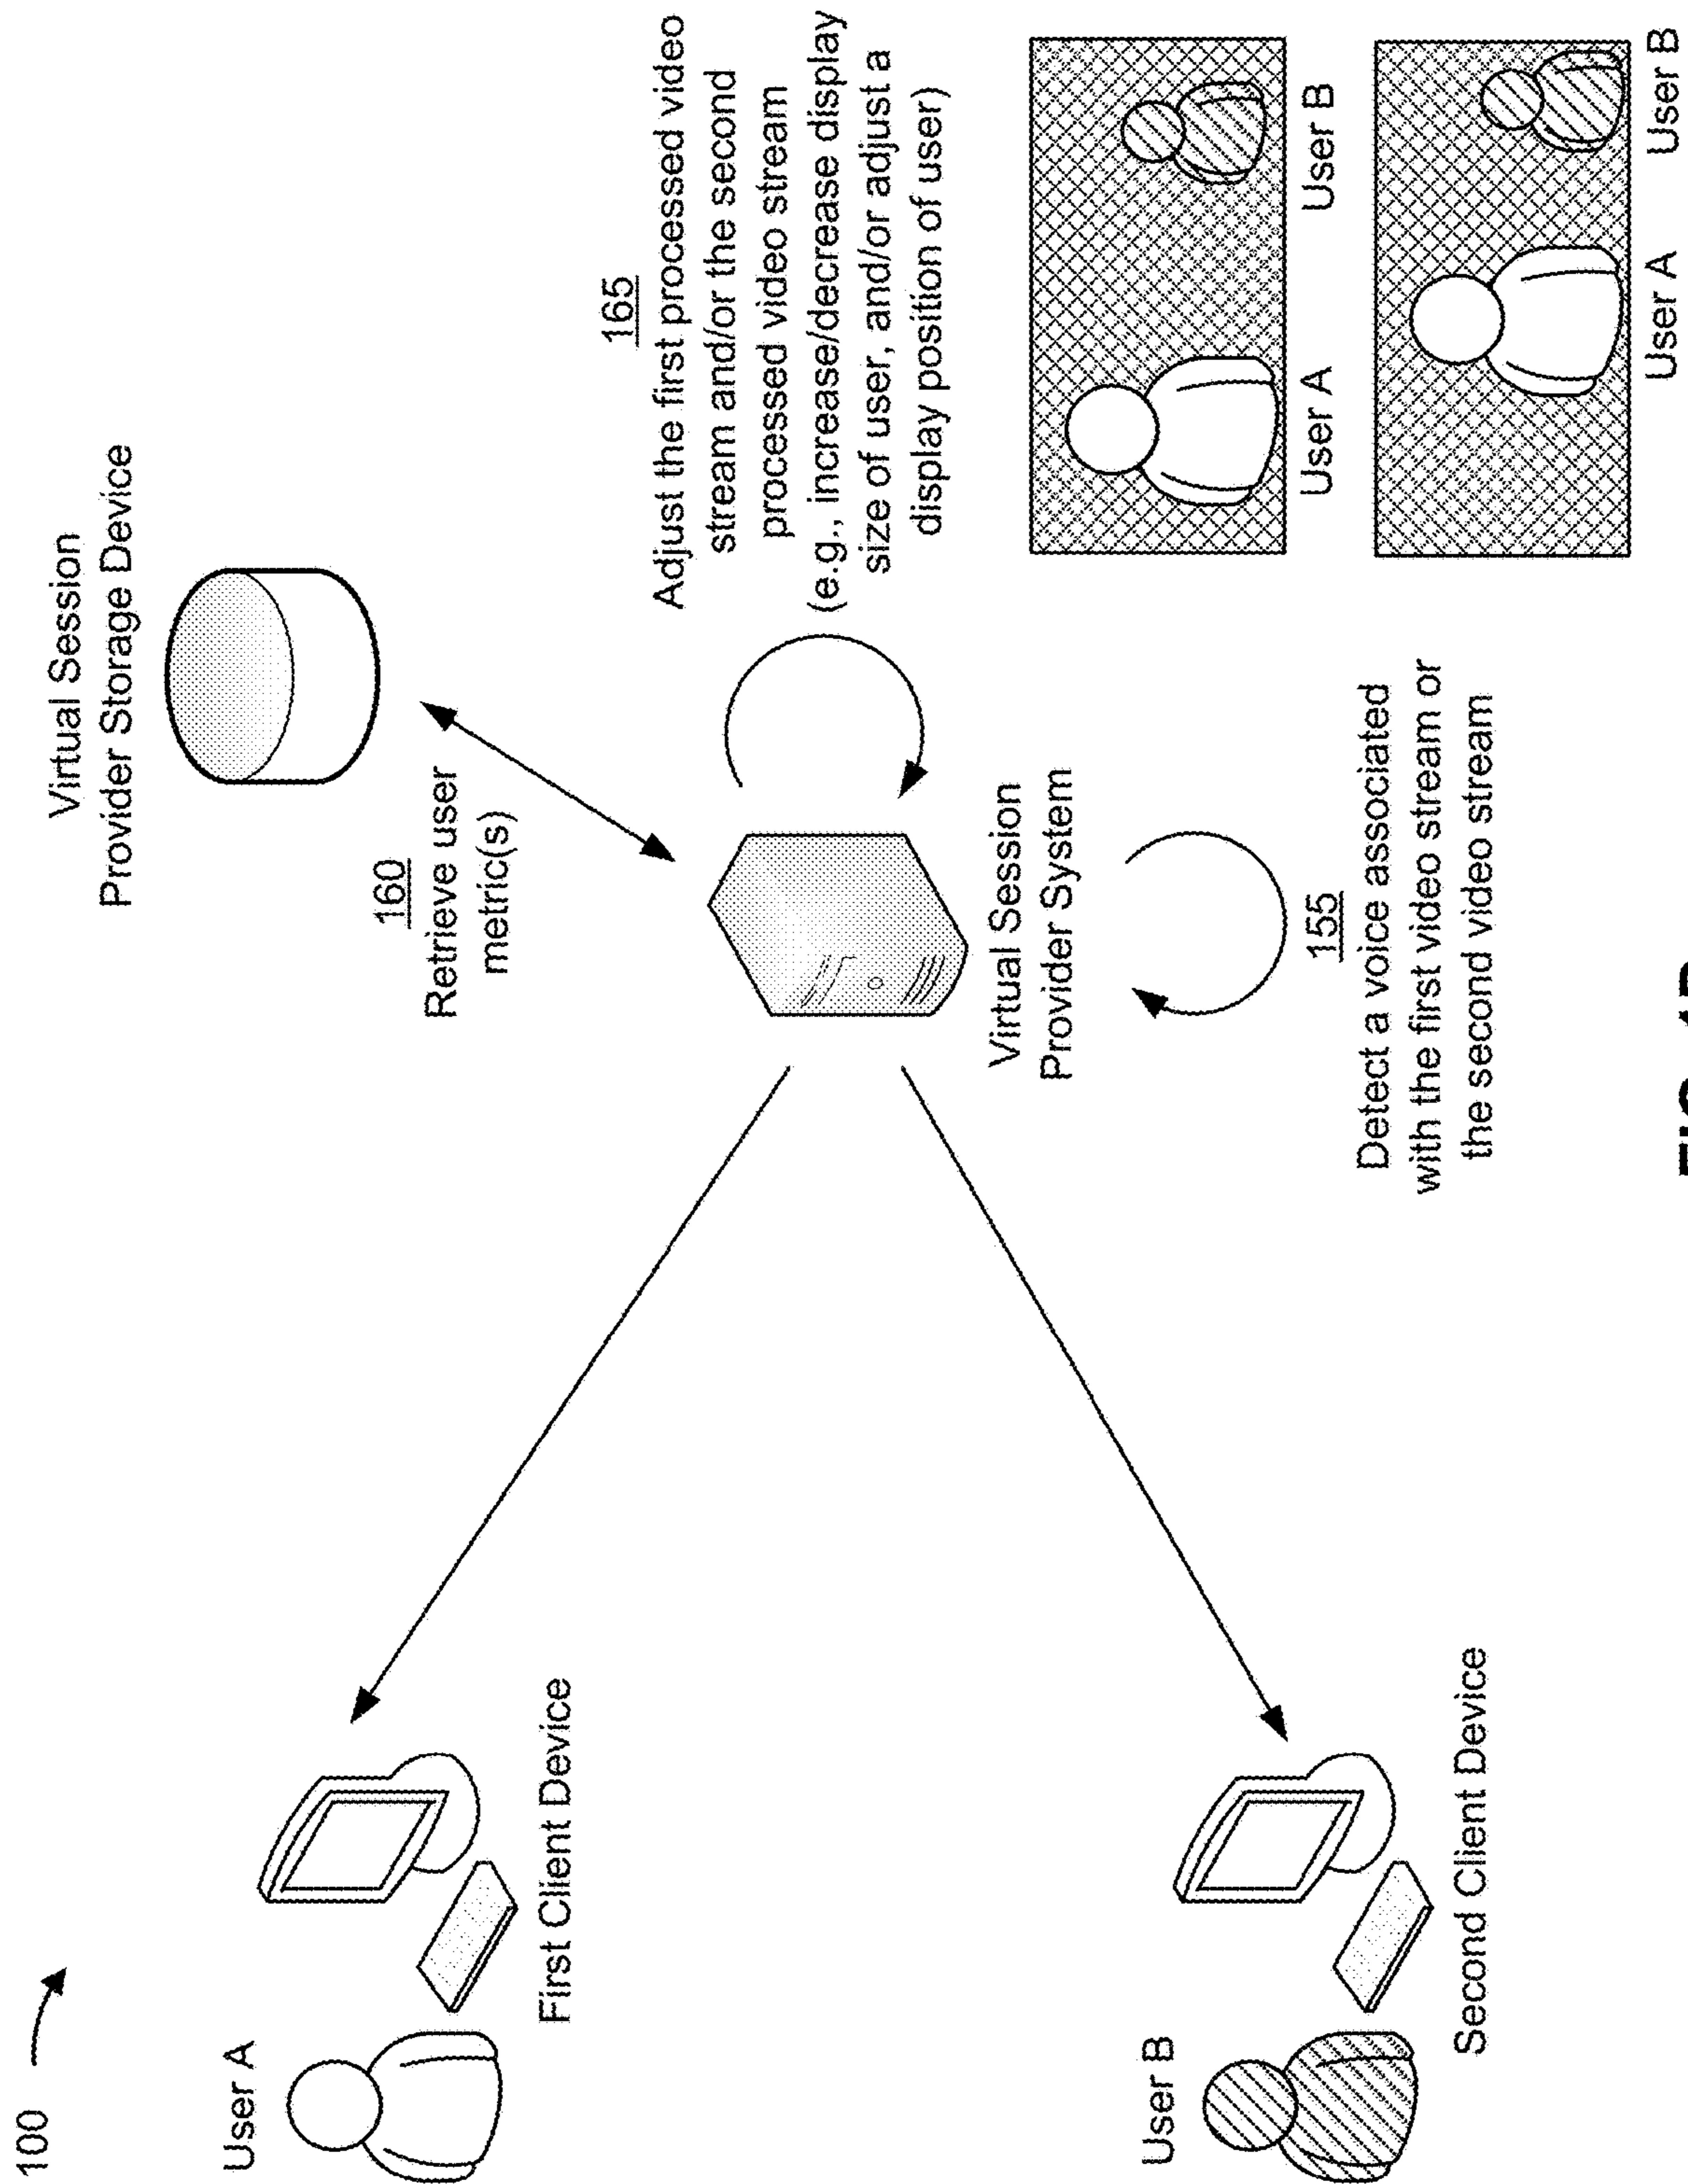 100
User A
First Client Device
User B
Second Client Device
Virtual Session
Provider Storage Device
160
Retrieve user
metric(s)
Virtual Session
Provider System
155
Detect a voice associated
with the first video stream or
the second video stream
165
Adjust the first processed video
stream and/or the second
processed video stream
(e.g., increase/decrease display
size of user, and/or adjust a
display position of user)
User A
User B
User A
User B
FIG.